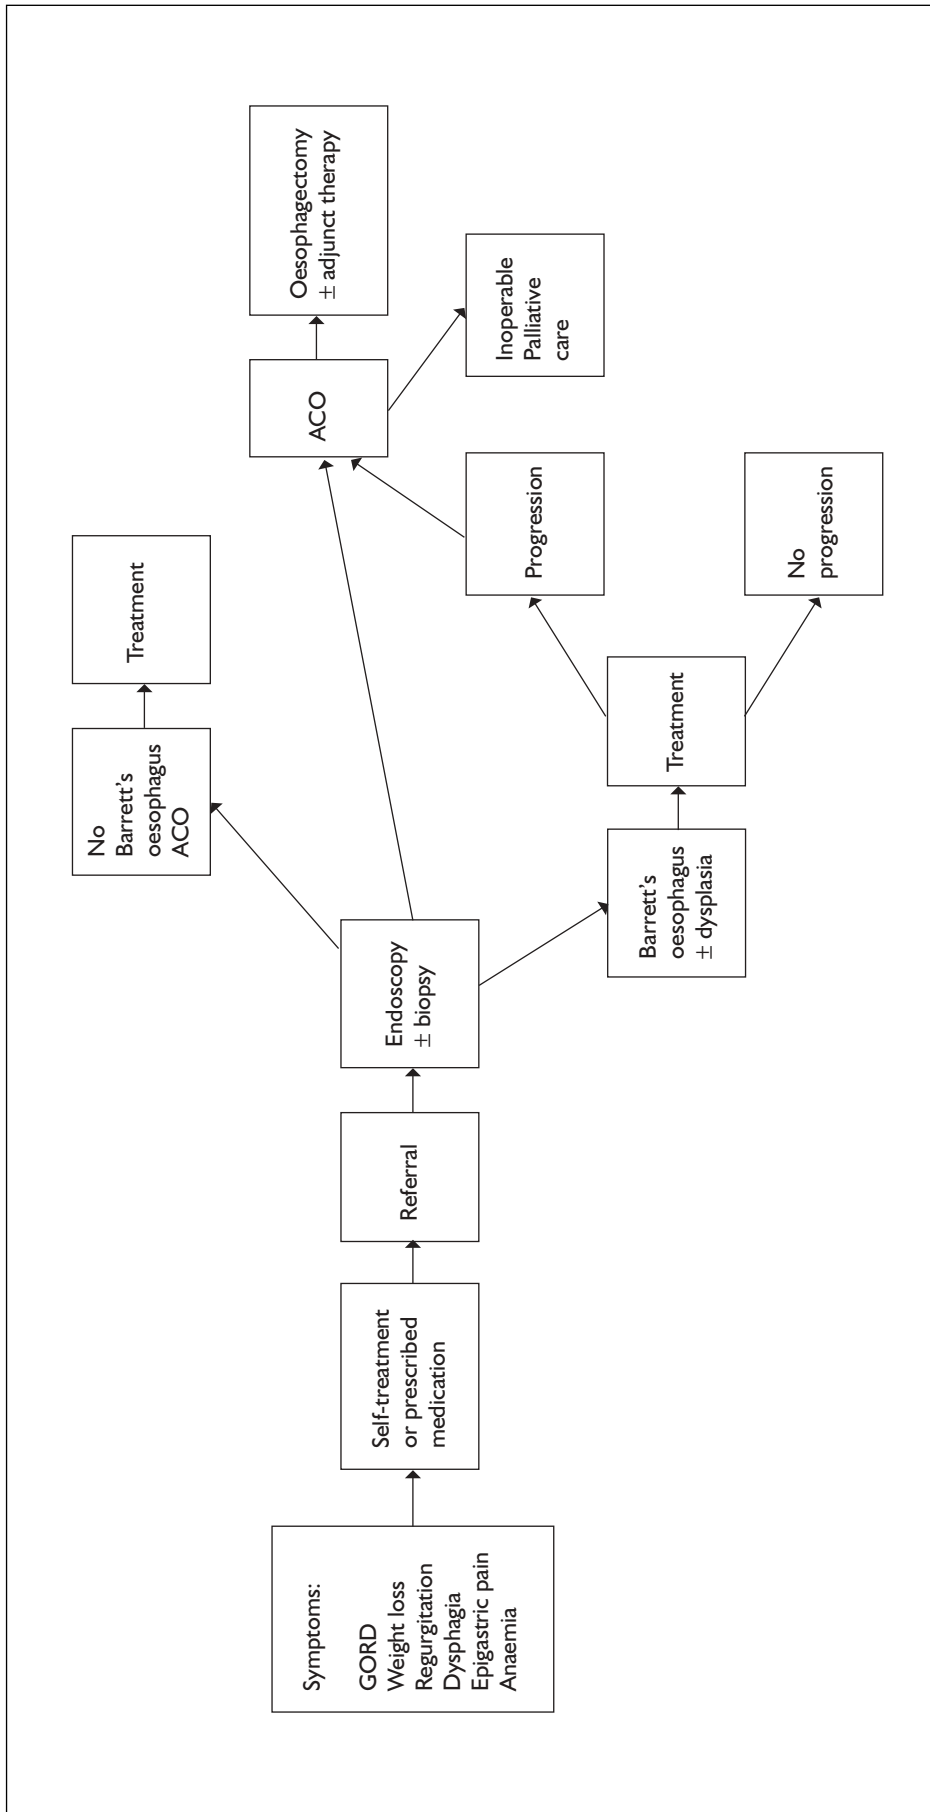 Symptoms:
GORD
Weight loss
Regurgitation
Dysphagia
Epigastric pain
Anaemia
Self-treatment
or prescribed
medication
Referral
Endoscopy
± biopsy
No
Barrett's
oesophagus
ACO
Treatment
ACO
Oesophagectomy
± adjunct therapy
Inoperable
Palliative
care
Barrett's
oesophagus
± dysplasia
Treatment
Progression
No
progression